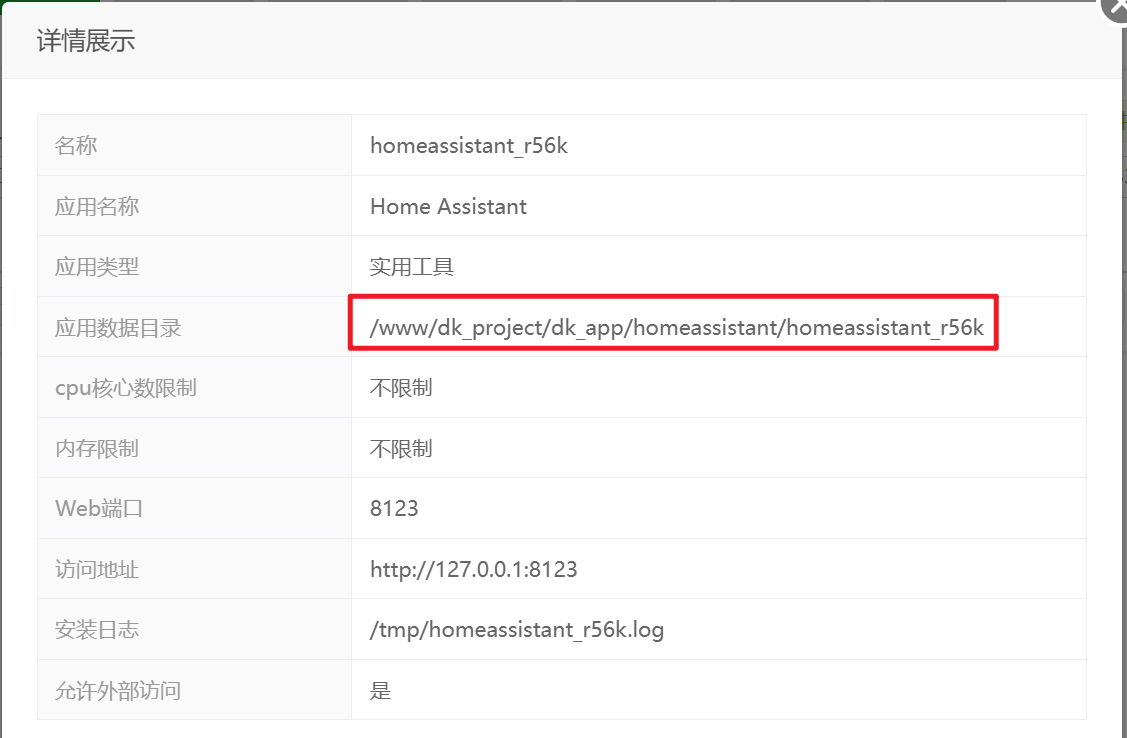 详情展示
名称 homeassistant_r56k
应用名称 Home Assistant
应用类型 实用工具
应用数据目录 /www/dk_project/dk_app/homeassistant/homeassistant_r56k
cpu核心数限制 不限制
内存限制 不限制
Web端口 8123
访问地址 http://127.0.0.1:8123
安装日志 /tmp/homeassistant_r56k.log
允许外部访问 是